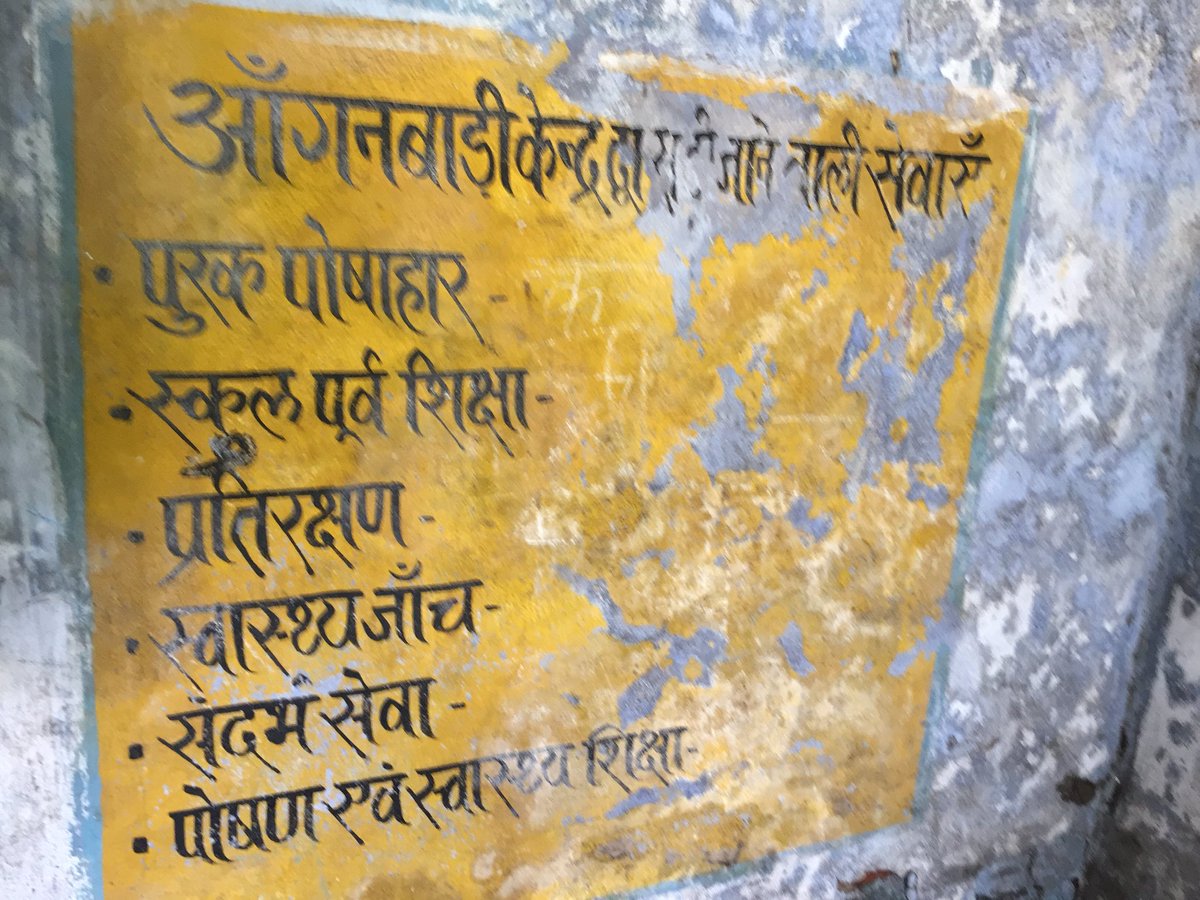 आँगनबाड़ी केन्द्र द्वारा दी जाने वाली सेवाएँ
• पुरक पोषाहार -
• स्कूल पूर्व शिक्षा -
• प्रतिरक्षण -
• स्वास्थ्य जाँच -
• संदर्भ सेवा -
• पोषण एवं स्वास्थ्य शिक्षा -